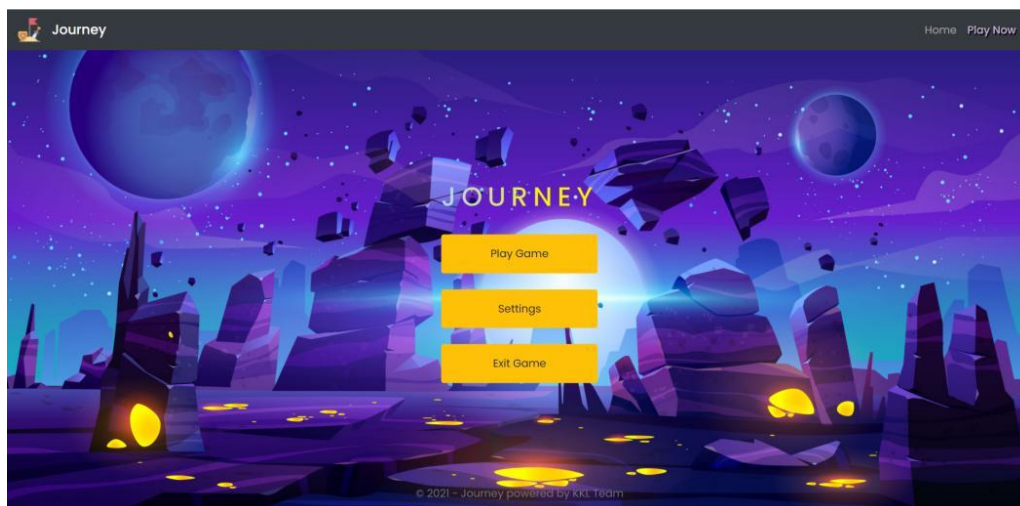 Journey
Home Play Now
JOURNEY
Play Game
Settings
Exit Game
© 2021 - Journey powered by KKL Team